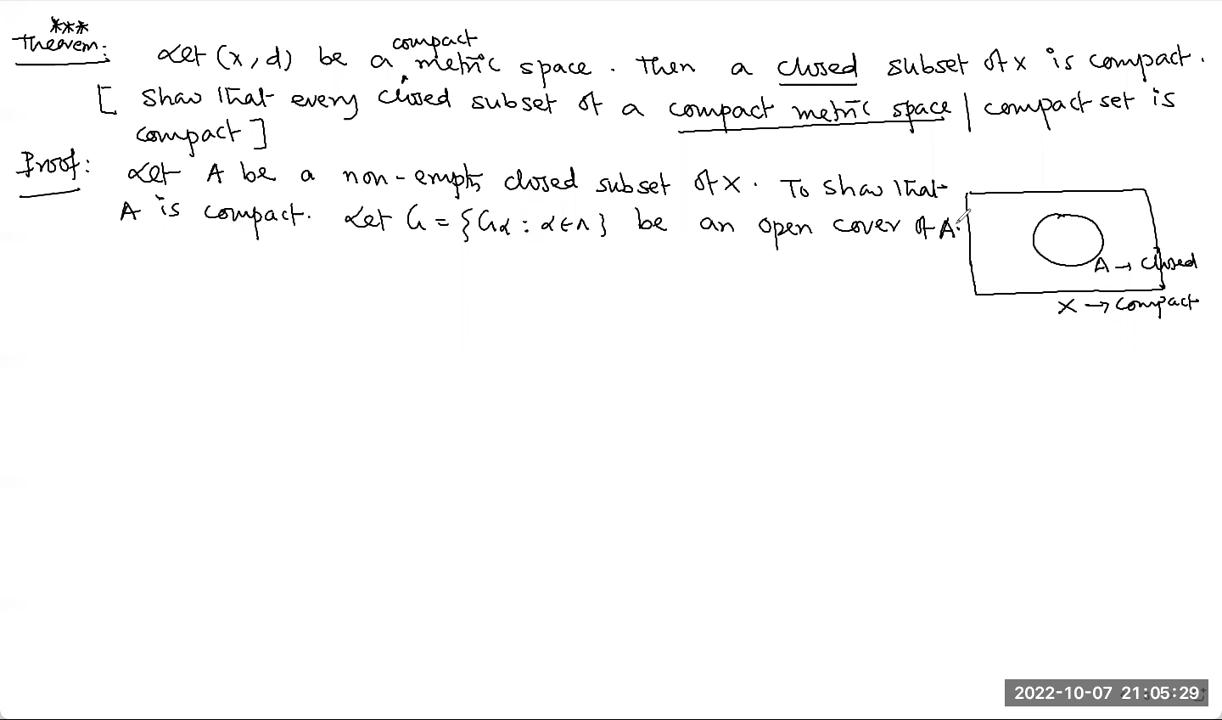 ***
Theorem: Let (X, d) be a compact metric space. Then a closed subset of X is compact.
[ Show that every closed subset of a compact metric space | compact set is
compact ]
Proof: Let A be a non-empty closed subset of X. To show that
A is compact. Let G = {Gα : α ∈ Λ} be an open cover of A.
A → closed
X → compact
2022-10-07 21:05:29